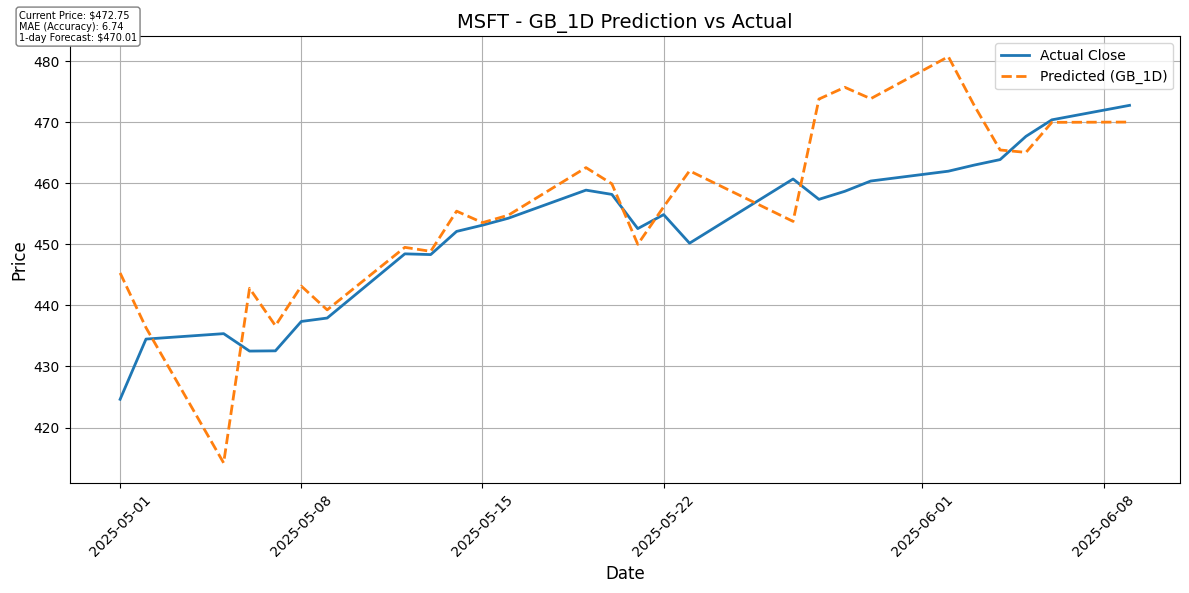 Current Price: $472.75
MAE (Accuracy): 6.74
1-day Forecast: $470.01
MSFT - GB_1D Prediction vs Actual
Actual Close
Predicted (GB_1D)
480
470
460
450
440
430
420
Price
2025-05-01
2025-05-08
2025-05-15
2025-05-22
2025-06-01
2025-06-08
Date